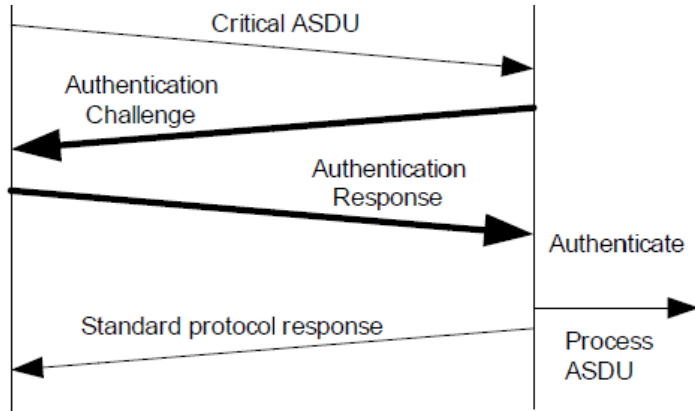 Critical ASDU
Authentication
Challenge
Authentication
Response
Authenticate
Standard protocol response
Process
ASDU